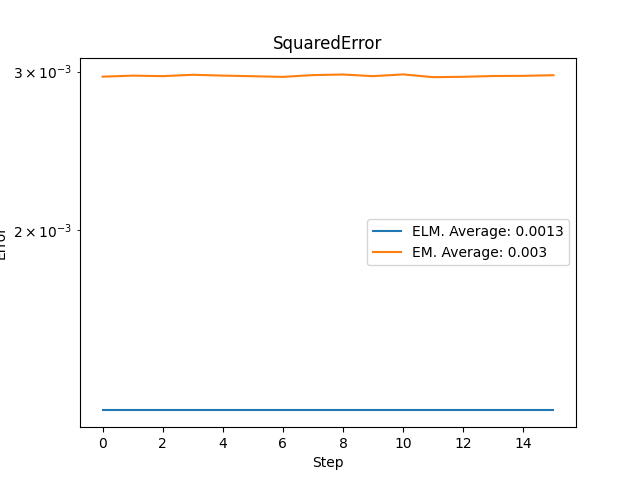 SquaredError
3 × 10⁻³
2 × 10⁻³
Error
ELM. Average: 0.0013
EM. Average: 0.003
0 2 4 6 8 10 12 14
Step